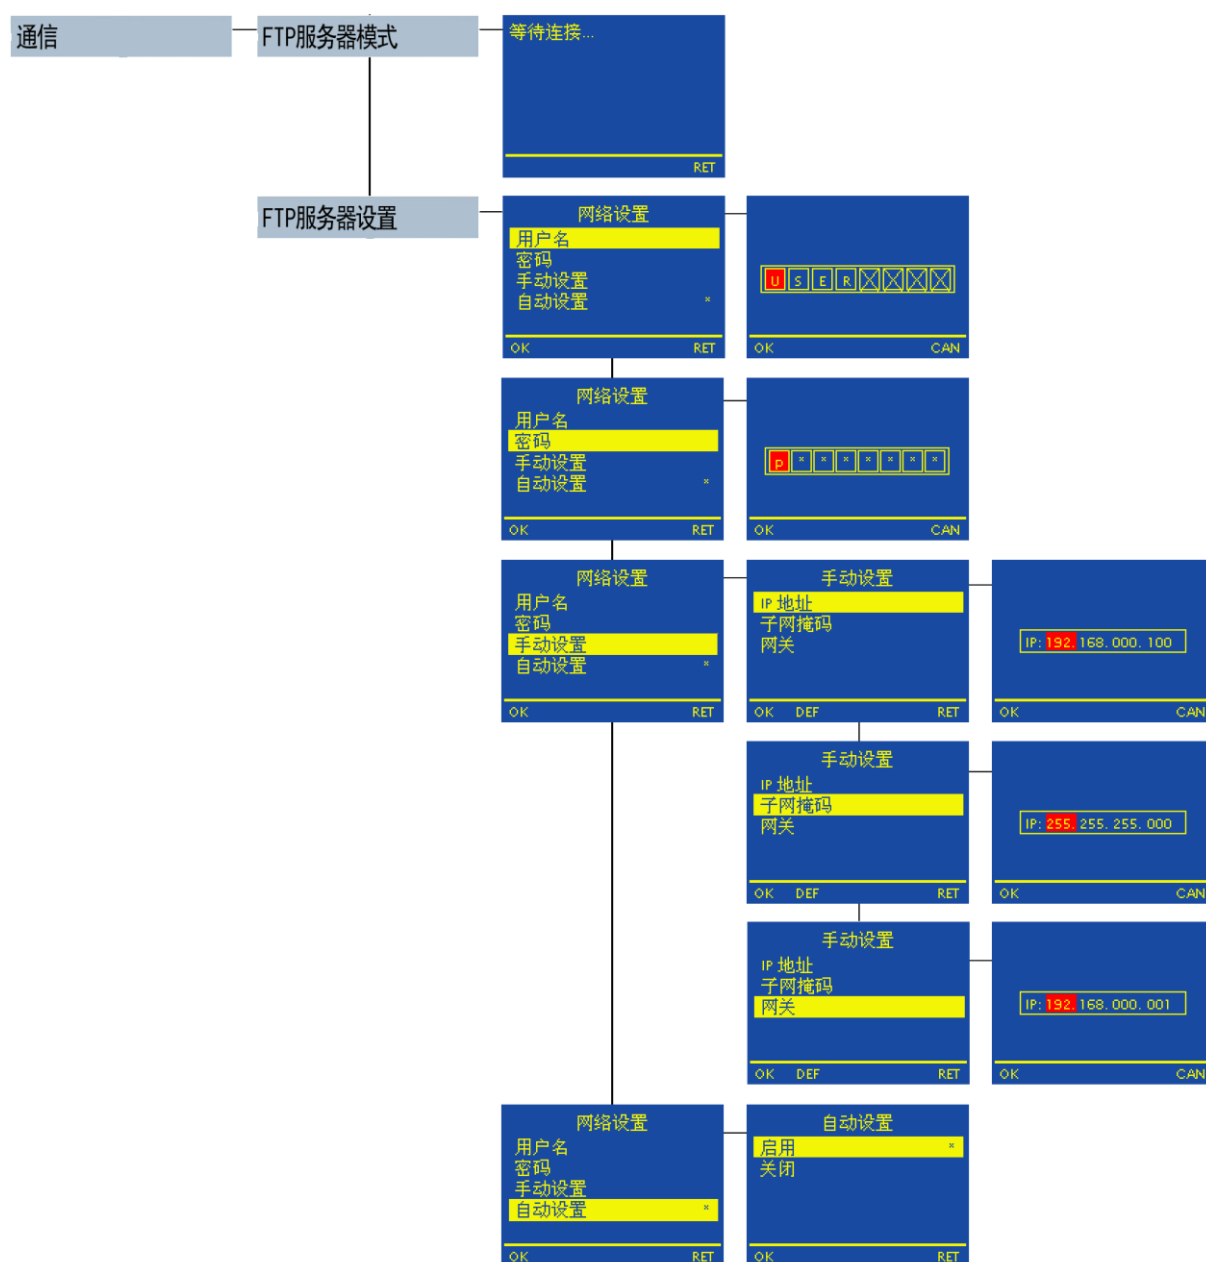 通信
FTP服务器模式
等待连接...
RET
FTP服务器设置
网络设置
用户名
密码
手动设置
自动设置 *
OK RET
U S E R
OK CAN
网络设置
用户名
密码
手动设置
自动设置 *
OK RET
P * * * * * * *
OK CAN
网络设置
用户名
密码
手动设置
自动设置 *
OK RET
手动设置
IP 地址
子网掩码
网关
OK DEF RET
IP: 192. 168. 000. 100
OK CAN
手动设置
IP 地址
子网掩码
网关
OK DEF RET
IP: 255. 255. 255. 000
OK CAN
手动设置
IP 地址
子网掩码
网关
OK DEF RET
IP: 192. 168. 000. 001
OK CAN
网络设置
用户名
密码
手动设置
自动设置 *
OK RET
自动设置
启用 *
关闭
OK RET